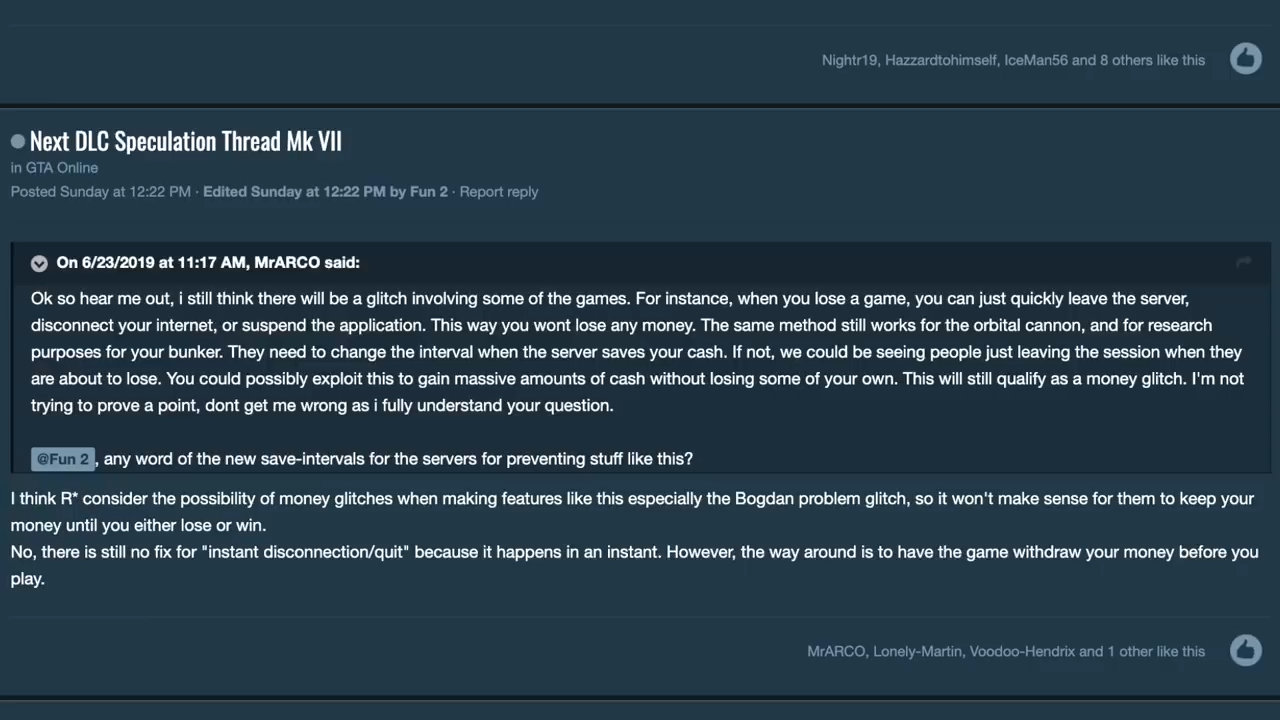 Nightr19, Hazzardtohimself, IceMan56 and 8 others like this
Next DLC Speculation Thread Mk VII
in GTA Online
Posted Sunday at 12:22 PM · Edited Sunday at 12:22 PM by Fun 2 · Report reply
On 6/23/2019 at 11:17 AM, MrARCO said:
Ok so hear me out, i still think there will be a glitch involving some of the games. For instance, when you lose a game, you can just quickly leave the server,
disconnect your internet, or suspend the application. This way you wont lose any money. The same method still works for the orbital cannon, and for research
purposes for your bunker. They need to change the interval when the server saves your cash. If not, we could be seeing people just leaving the session when they
are about to lose. You could possibly exploit this to gain massive amounts of cash without losing some of your own. This will still qualify as a money glitch. I'm not
trying to prove a point, dont get me wrong as i fully understand your question.
@Fun 2 , any word of the new save-intervals for the servers for preventing stuff like this?
I think R* consider the possibility of money glitches when making features like this especially the Bogdan problem glitch, so it won't make sense for them to keep your
money until you either lose or win.
No, there is still no fix for "instant disconnection/quit" because it happens in an instant. However, the way around is to have the game withdraw your money before you
play.
MrARCO, Lonely-Martin, Voodoo-Hendrix and 1 other like this